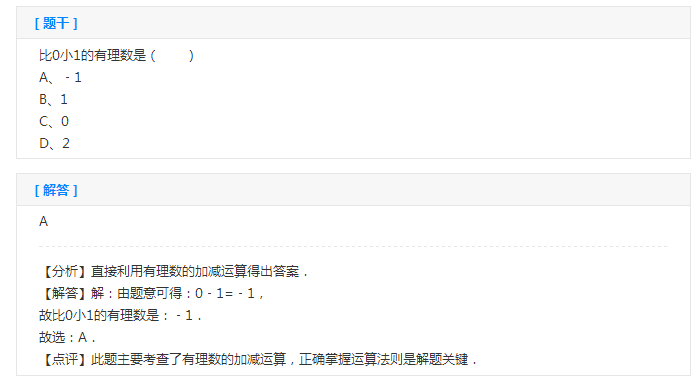 [ 题干 ]
比0小1的有理数是（　　）
A、﹣1
B、1
C、0
D、2
[ 解答 ]
A
【分析】直接利用有理数的加减运算得出答案．
【解答】解：由题意可得：0﹣1=﹣1，
故比0小1的有理数是：﹣1．
故选：A．
【点评】此题主要考查了有理数的加减运算，正确掌握运算法则是解题关键．